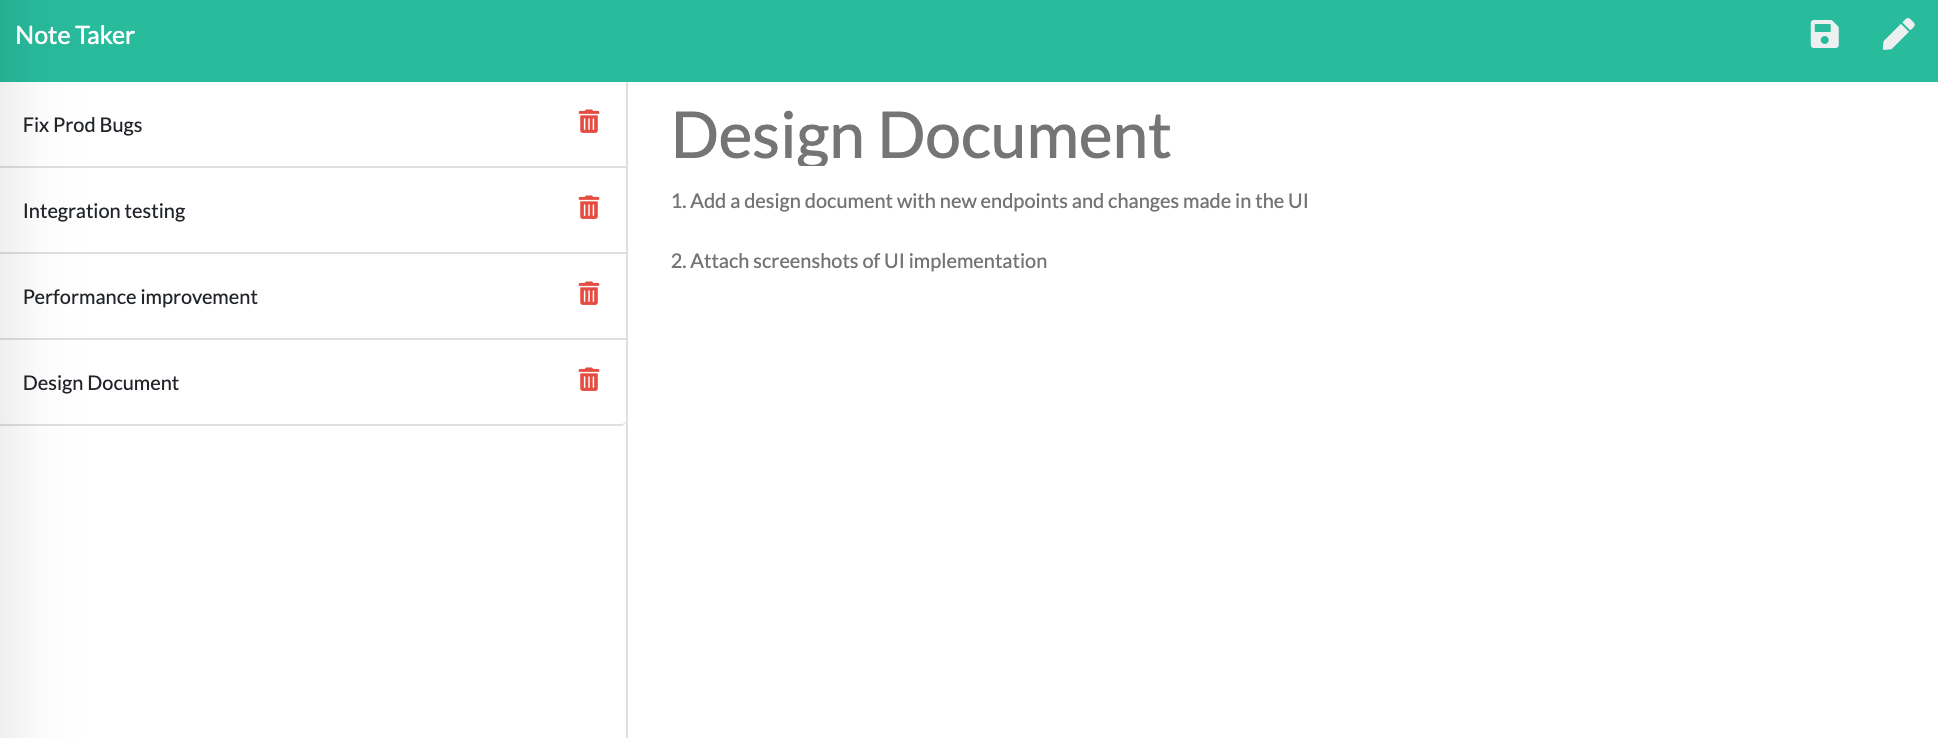 Note Taker
Fix Prod Bugs
Integration testing
Performance improvement
Design Document
Design Document
1. Add a design document with new endpoints and changes made in the UI
2. Attach screenshots of UI implementation